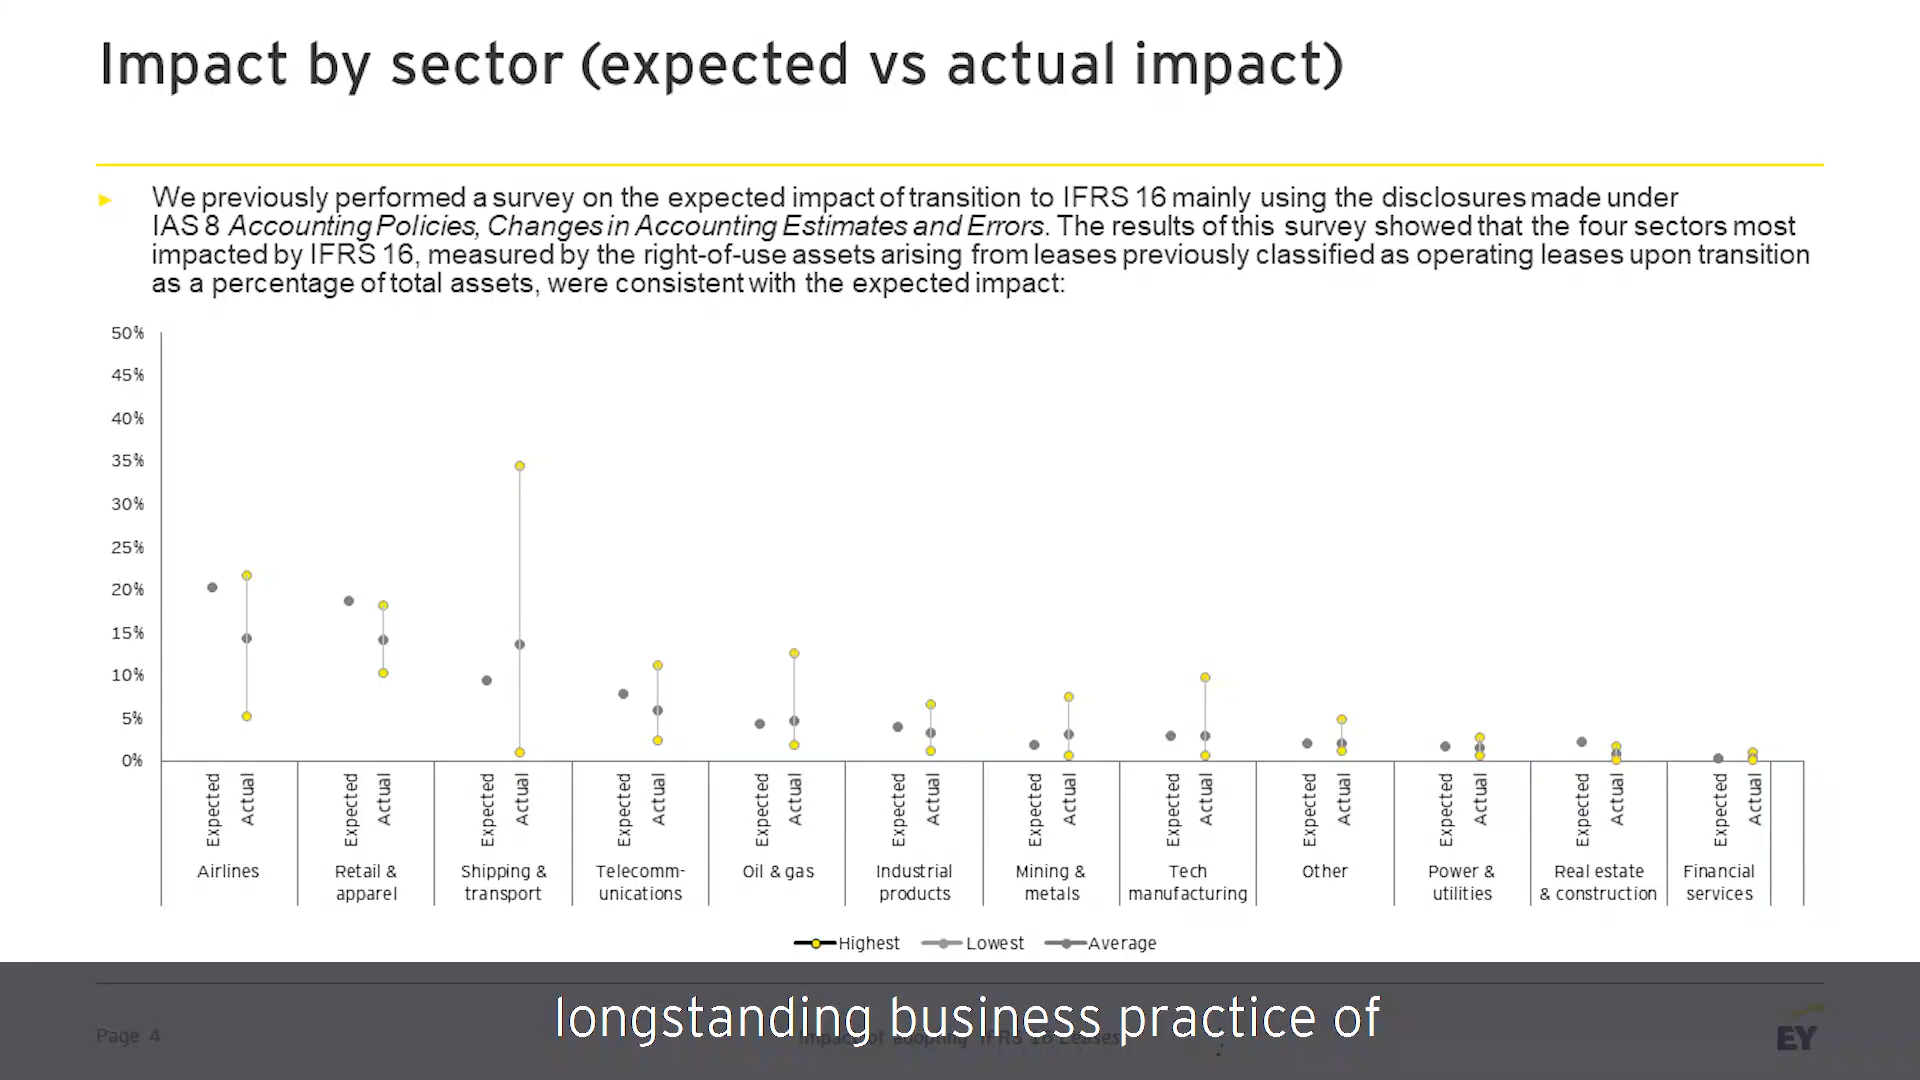 Impact by sector (expected vs actual impact)
We previously performed a survey on the expected impact of transition to IFRS 16 mainly using the disclosures made under
IAS 8 Accounting Policies, Changes in Accounting Estimates and Errors. The results of this survey showed that the four sectors most
impacted by IFRS 16, measured by the right-of-use assets arising from leases previously classified as operating leases upon transition
as a percentage of total assets, were consistent with the expected impact:
50%
45%
40%
35%
30%
25%
20%
15%
10%
5%
0%
Expected Actual Expected Actual Expected Actual Expected Actual Expected Actual Expected Actual Expected Actual Expected Actual Expected Actual Expected Actual Expected Actual Expected Actual
Airlines
Retail &
apparel
Shipping &
transport
Telecomm-
unications
Oil & gas
Industrial
products
Mining &
metals
Tech
manufacturing
Other
Power &
utilities
Real estate
& construction
Financial
services
Highest Lowest Average
longstanding business practice of
Page 4
Impact of adopting IFRS 16 Leases
EY